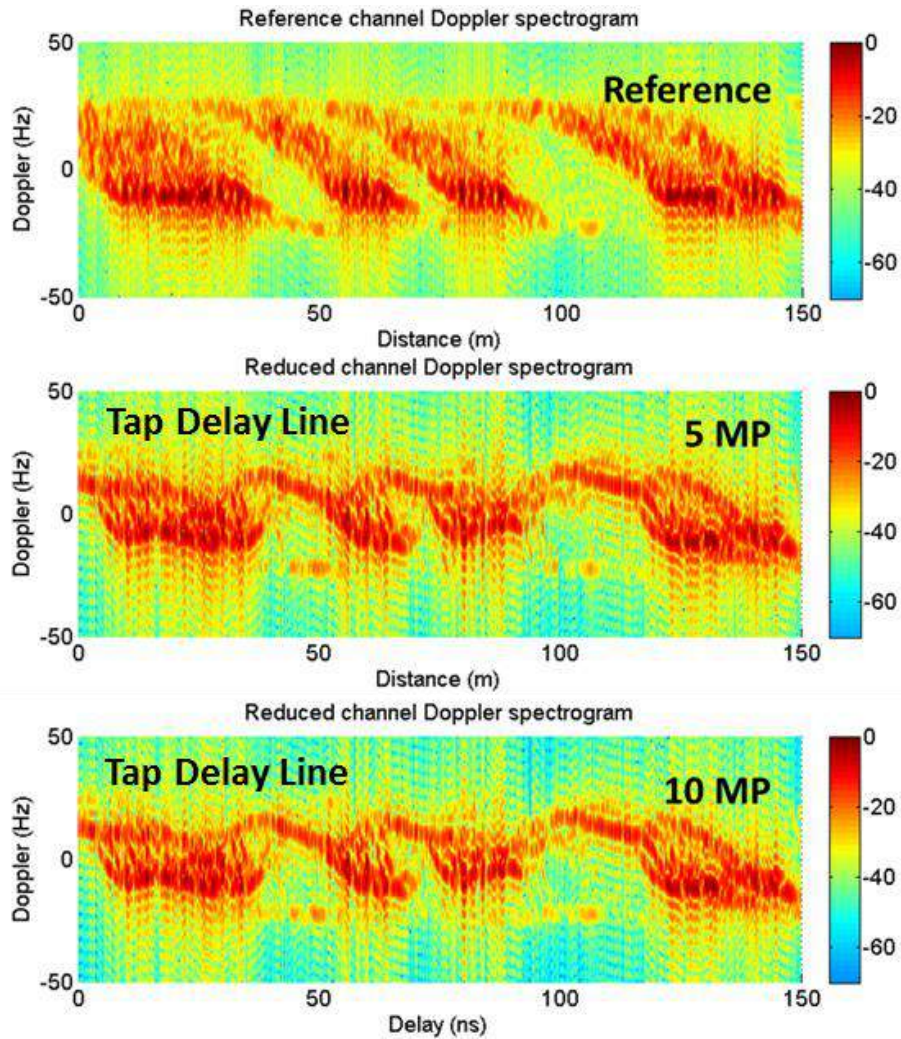 Reference channel Doppler spectrogram
50
0
-50
Doppler (Hz)
Reference
0
-20
-40
-60
0
50
100
150
Distance (m)
Reduced channel Doppler spectrogram
50
0
-50
Doppler (Hz)
Tap Delay Line
5 MP
0
-20
-40
-60
0
50
100
150
Distance (m)
Reduced channel Doppler spectrogram
50
0
-50
Doppler (Hz)
Tap Delay Line
10 MP
0
-20
-40
-60
0
50
100
150
Delay (ns)